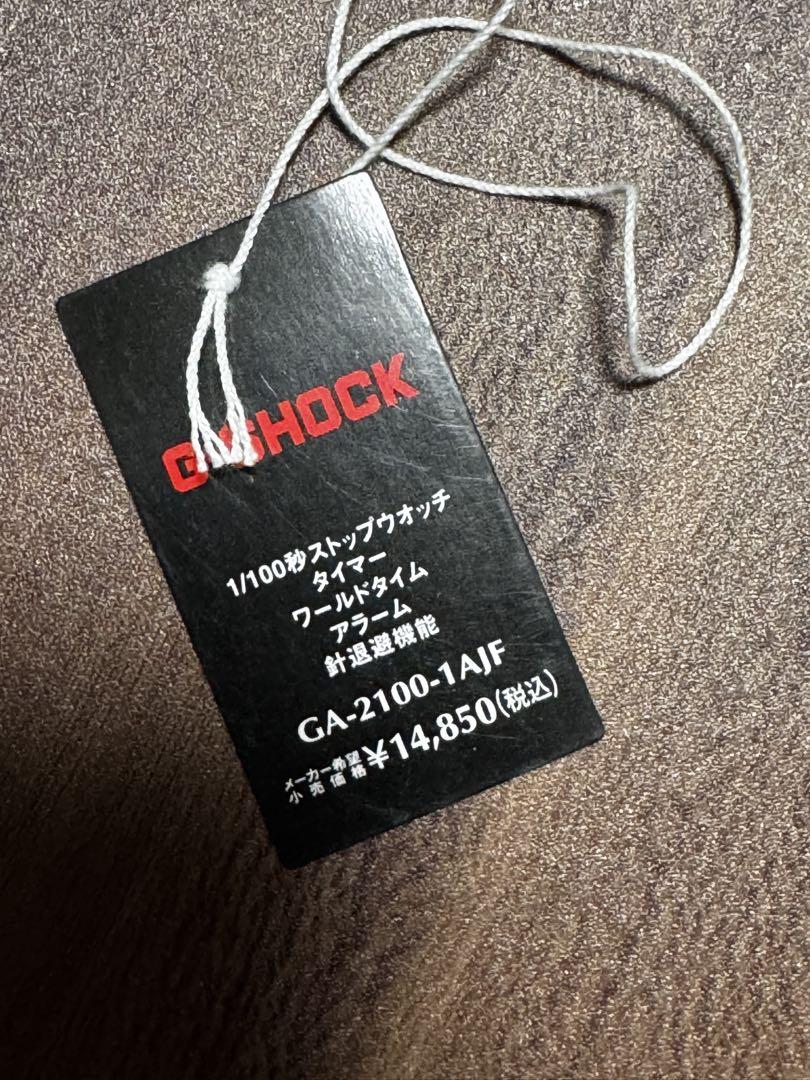 G-SHOCK
1/100秒ストップウオッチ
タイマー
ワールドタイム
アラーム
針退避機能
GA-2100-1AJF
メーカー希望小売価格 ¥14,850(税込)